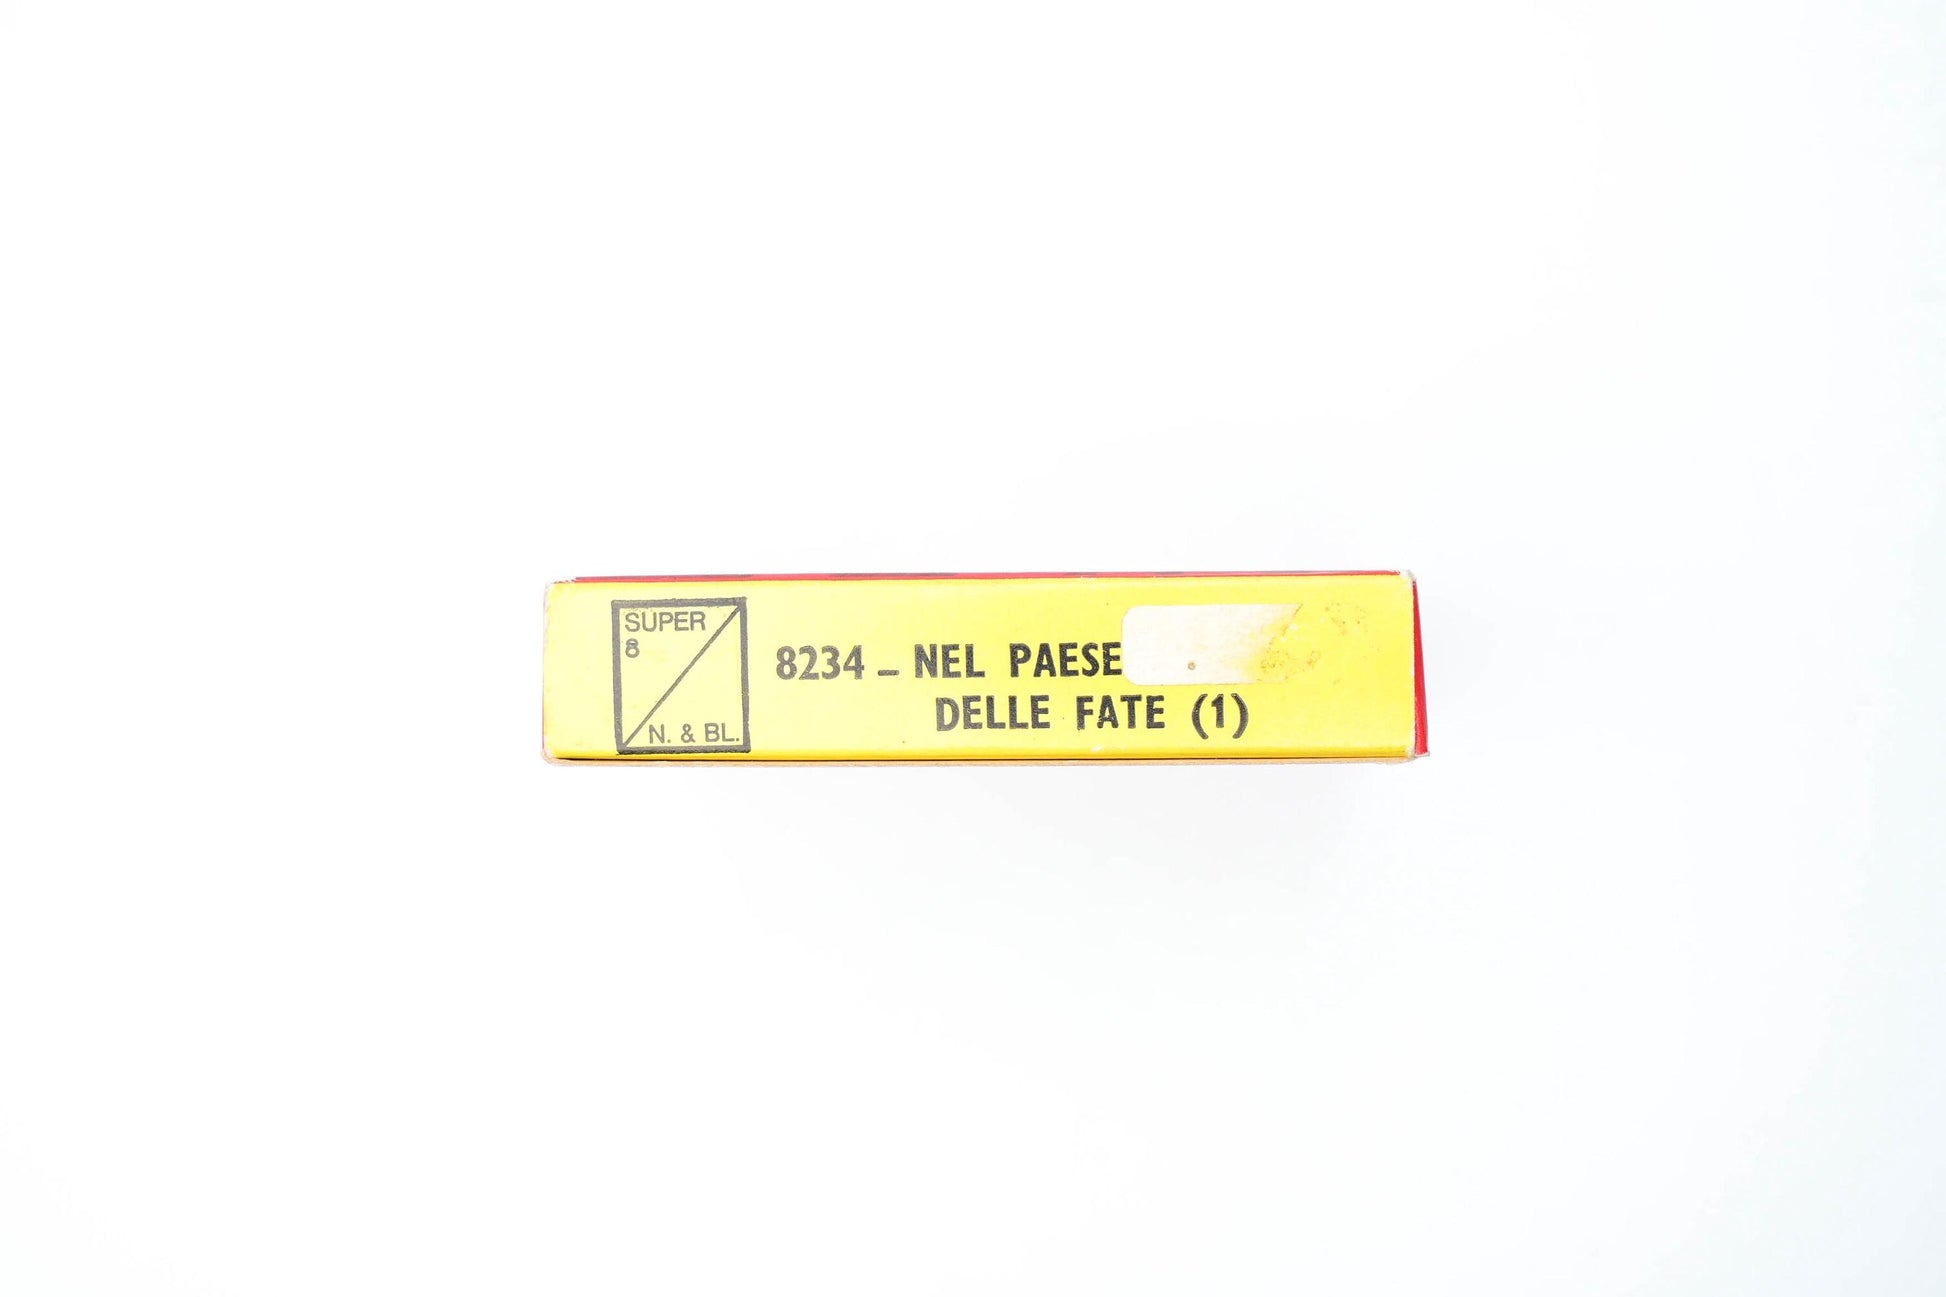 SUPER
8
N. & BL.
8234 - NEL PAESE
DELLE FATE (1)